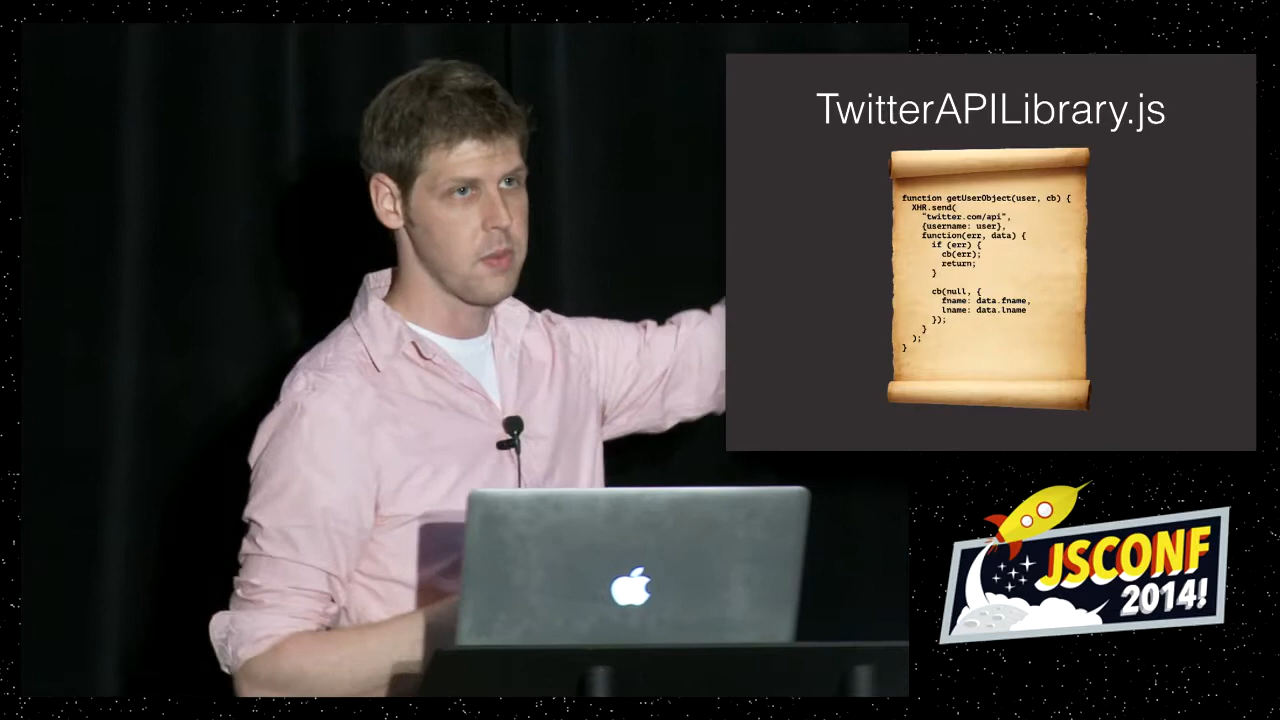 TwitterAPILibrary.js
function getUserObject(user, cb) {
XHR.send(
"twitter.com/api",
{username: user},
function(err, data) {
if (err) {
cb(err);
return;
}
cb(null, {
fname: data.fname,
lname: data.lname
});
}
);
}
JSCONF
2014!